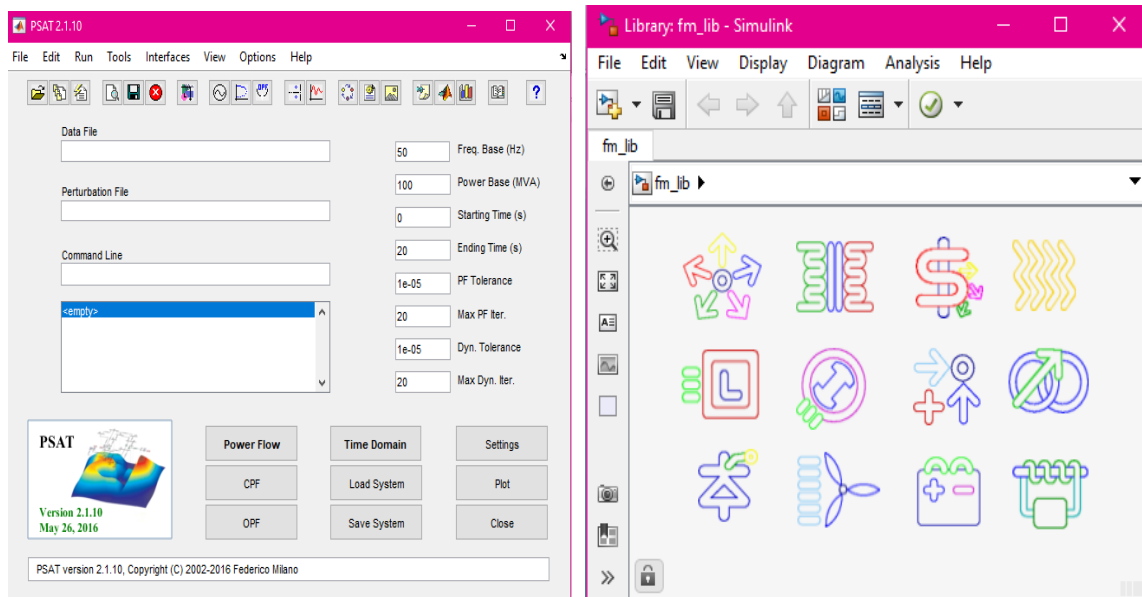 PSAT 2.1.10
File Edit Run Tools Interfaces View Options Help
Data File
50 Freq. Base (Hz)
100 Power Base (MVA)
Perturbation File
0 Starting Time (s)
20 Ending Time (s)
Command Line
1e-05 PF Tolerance
<empty>
20 Max PF Iter.
1e-05 Dyn. Tolerance
20 Max Dyn. Iter.
PSAT
Version 2.1.10
May 26, 2016
Power Flow Time Domain Settings
CPF Load System Plot
OPF Save System Close
PSAT version 2.1.10, Copyright (C) 2002-2016 Federico Milano
Library: fm_lib - Simulink
File Edit View Display Diagram Analysis Help
fm_lib
fm_lib
A
L